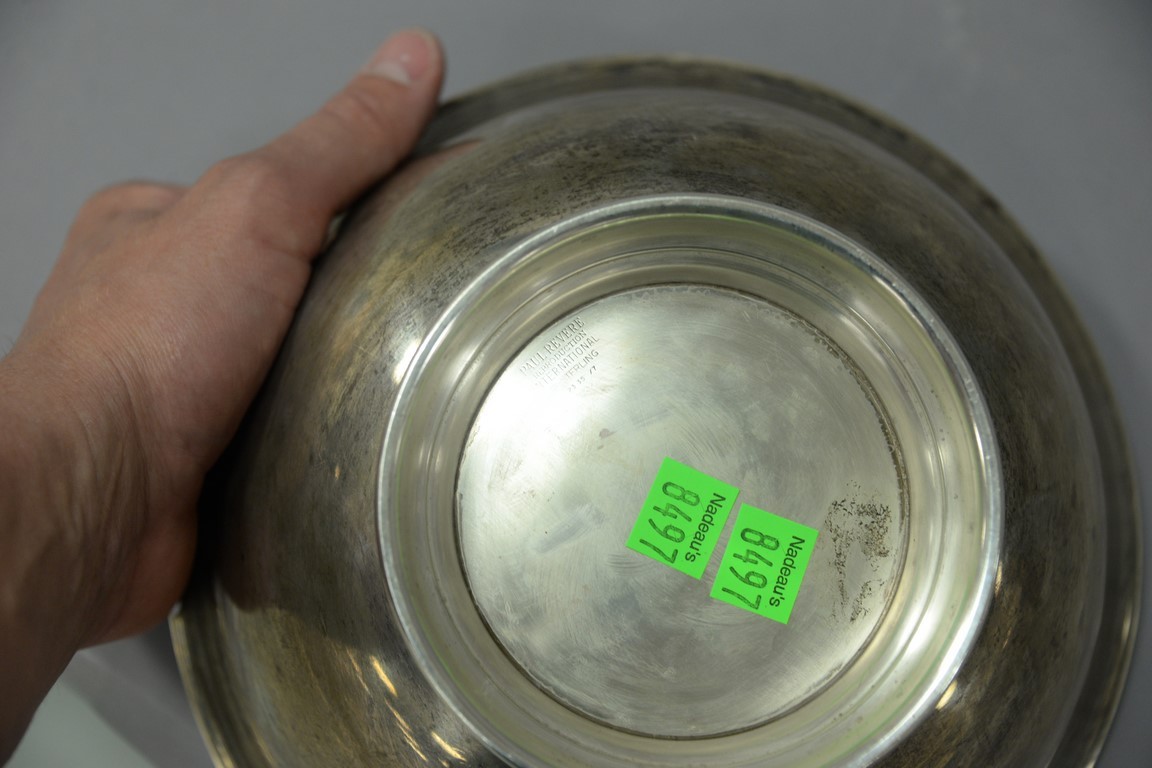 PAUL REVERE
REPRODUCTION
INTERNATIONAL
STERLING
Nadeau's
8497
Nadeau's
8497